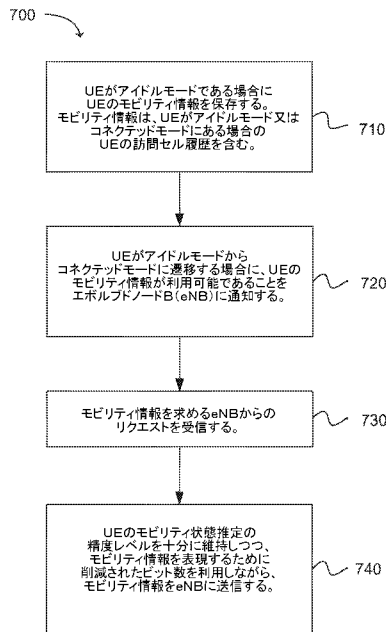 700
UEがアイドルモードである場合に
UEのモビリティ情報を保存する。
モビリティ情報は、UEがアイドルモード又は
コネクテッドモードにある場合の
UEの訪問セル履歴を含む。
710
UEがアイドルモードから
コネクテッドモードに遷移する場合に、UEの
モビリティ情報が利用可能であることを
エボルブドノードB(eNB)に通知する。
720
モビリティ情報を求めるeNBからの
リクエストを受信する。
730
UEのモビリティ状態推定の
精度レベルを十分に維持しつつ、
モビリティ情報を表現するために
削減されたビット数を利用しながら、
モビリティ情報をeNBに送信する。
740